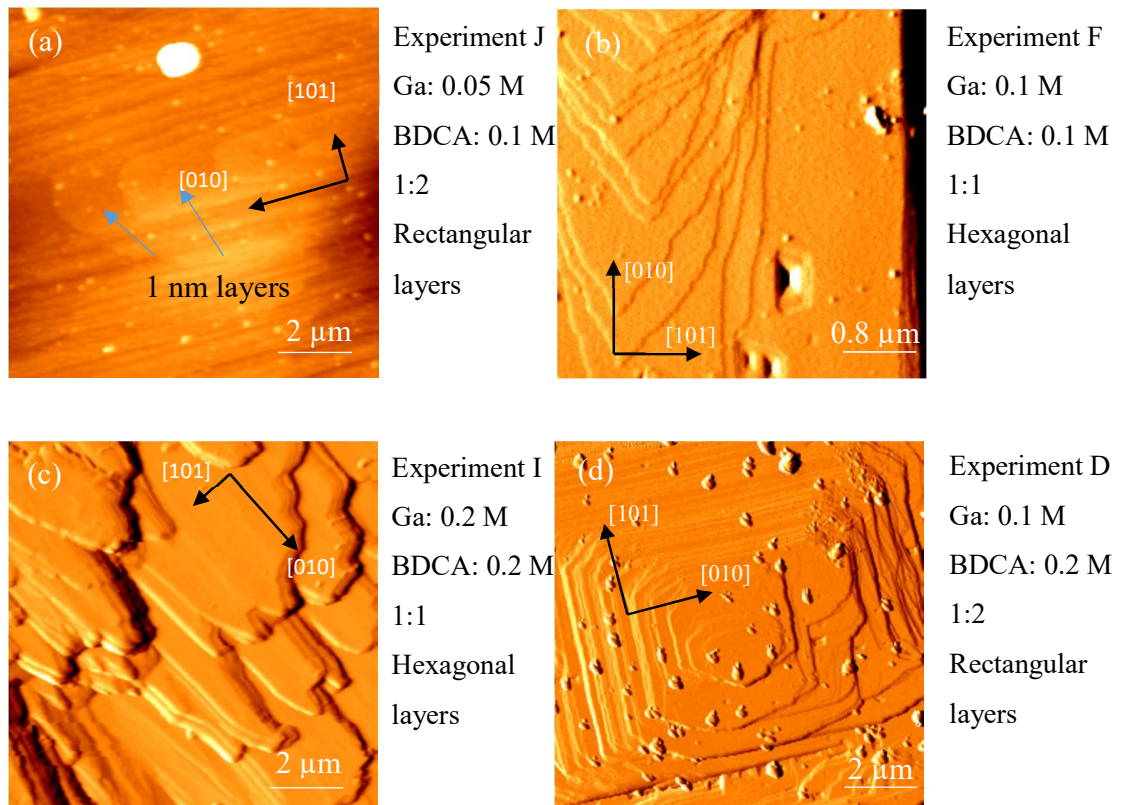 (a)
[101]
[010]
1 nm layers
2 µm
Experiment J
Ga: 0.05 M
BDCA: 0.1 M
1:2
Rectangular
layers
(b)
[010]
[101]
0.8 µm
Experiment F
Ga: 0.1 M
BDCA: 0.1 M
1:1
Hexagonal
layers
(c)
[101]
[010]
2 µm
Experiment I
Ga: 0.2 M
BDCA: 0.2 M
1:1
Hexagonal
layers
(d)
[101]
[010]
2 µm
Experiment D
Ga: 0.1 M
BDCA: 0.2 M
1:2
Rectangular
layers